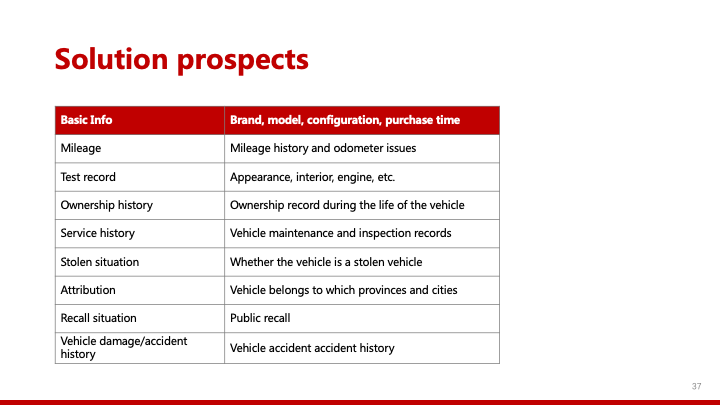 Solution prospects
Basic Info
Brand, model, configuration, purchase time
Mileage
Mileage history and odometer issues
Test record
Appearance, interior, engine, etc.
Ownership history
Ownership record during the life of the vehicle
Service history
Vehicle maintenance and inspection records
Stolen situation
Whether the vehicle is a stolen vehicle
Attribution
Vehicle belongs to which provinces and cities
Recall situation
Public recall
Vehicle damage/accident
history
Vehicle accident accident history
37